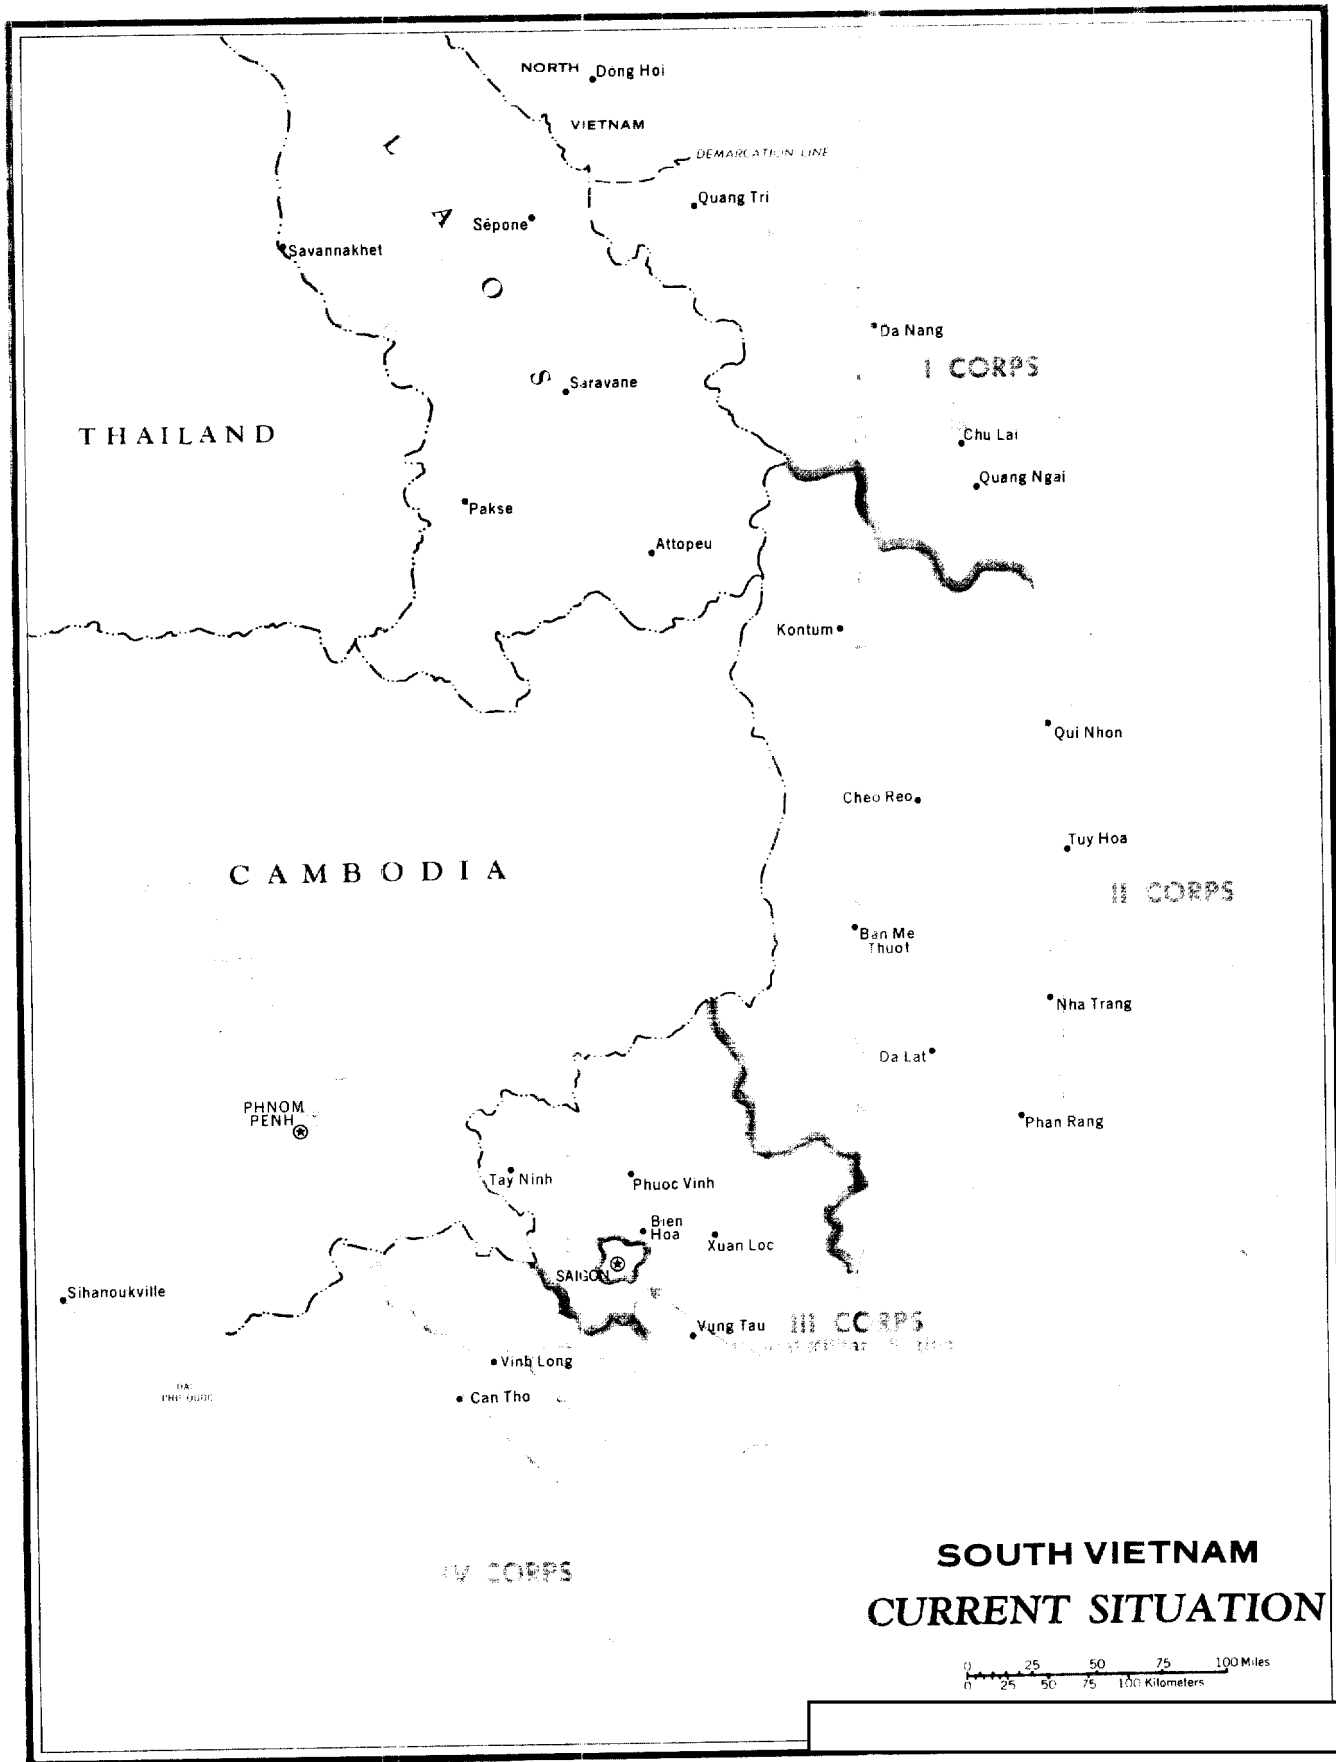 NORTH
Dong Hoi
VIETNAM
DEMARCATION LINE
L A O S
Quang Tri
Sépone
Savannakhet
Da Nang
I CORPS
Saravane
THAILAND
Chu Lai
Quang Ngai
Pakse
Attopeu
Kontum
Qui Nhon
Cheo Reo
Tuy Hoa
CAMBODIA
II CORPS
Ban Me
Thuot
Nha Trang
Da Lat
PHNOM
PENH
Phan Rang
Tay Ninh
Phuoc Vinh
Bien
Hoa
Xuan Loc
SAIGON
Sihanoukville
Vung Tau
III CORPS
Vinh Long
PHU QUOC
Can Tho
IV CORPS
SOUTH VIETNAM
CURRENT SITUATION
0 25 50 75 100 Miles
0 25 50 75 100 Kilometers